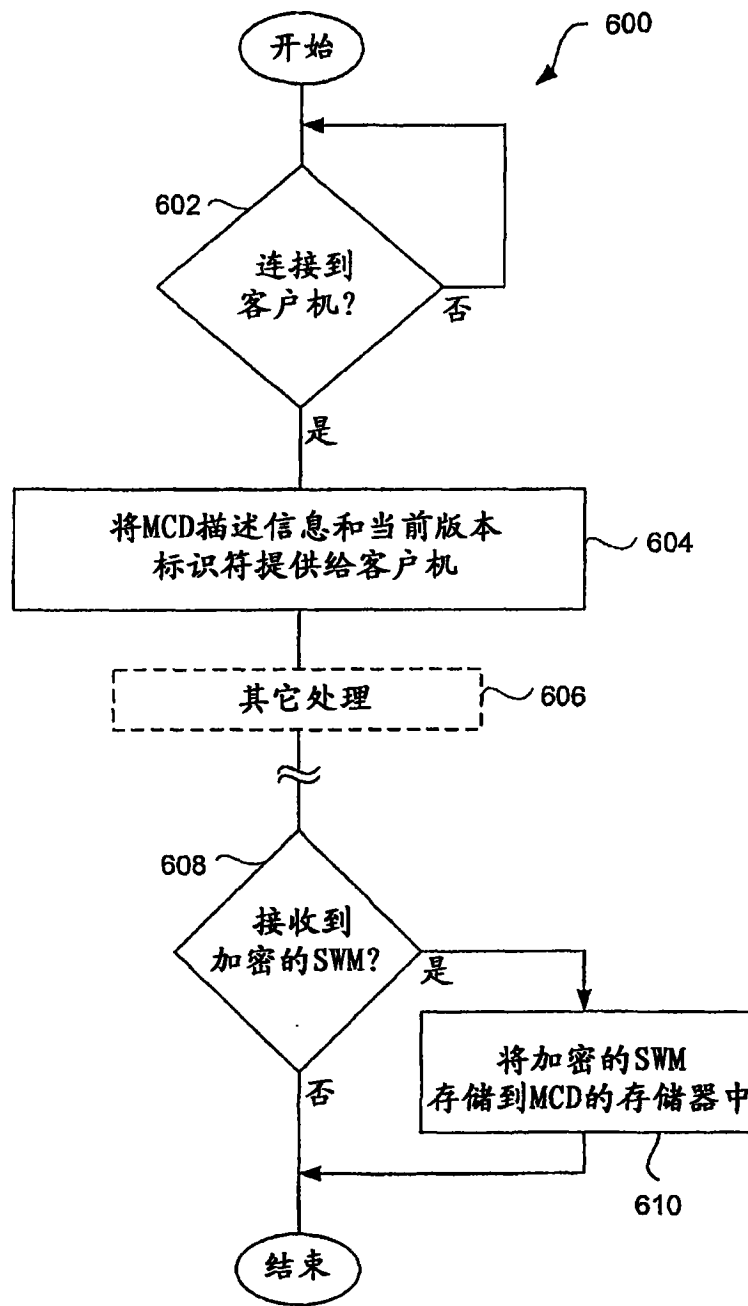 开始
600
602
连接到
客户机?
否
是
将MCD描述信息和当前版本
标识符提供给客户机
604
其它处理
606
608
接收到
加密的SWM?
是
否
将加密的SWM
存储到MCD的存储器中
610
结束